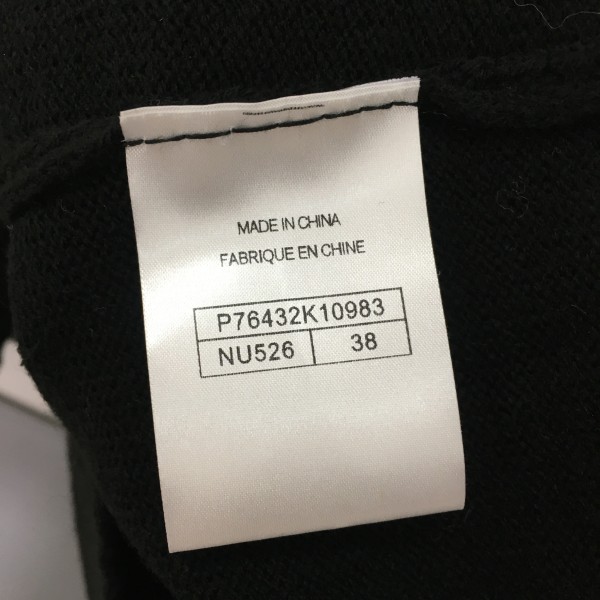 MADE IN CHINA
FABRIQUE EN CHINE
P76432K10983
NU526 38